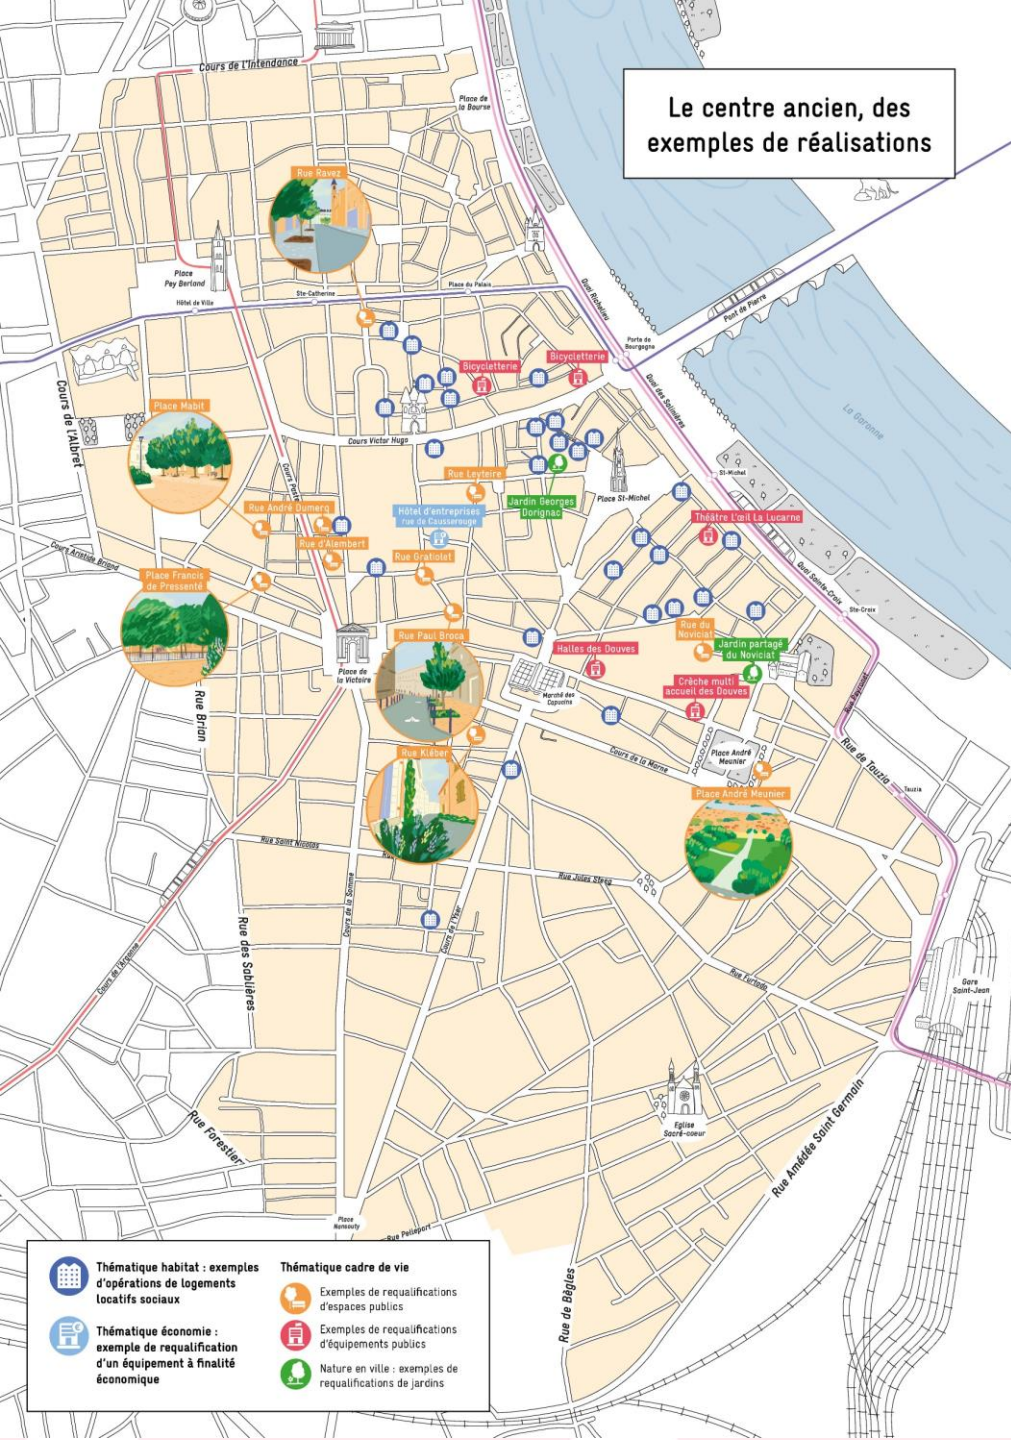 Le centre ancien, des
exemples de réalisations
Cours de l'Intendance
Place de
la Bourse
Rue Ravez
Place
Pey Berland
Hôtel de Ville
Ste-Catherine
Place du Palais
Quai Richelieu
Porte de
Bourgogne
Pont de Pierre
Quai des Salinières
La Garonne
Bicycletterie
Bicycletterie
Cours de l'Albret
Place Mabit
Cours Victor Hugo
Cours Pasteur
Rue Leyteire
Jardin Georges
Dorignac
Place St-Michel
St-Michel
Rue André Dumerq
Hôtel d'entreprises
rue de Causserouge
Théâtre L'œil La Lucarne
Rue d'Alembert
Rue Gratiolet
Cours Aristide Briand
Place Francis
de Pressenté
Quai Sainte-Croix
Ste-Croix
Rue Paul Broca
Rue du
Noviciat
Jardin partagé
du Noviciat
Halles des Douves
Place de
la Victoire
Crèche multi
accueil des Douves
Marché des
Capucins
Rue Peyronnet
Rue Brian
Rue Kléber
Cours de la Marne
Place André
Meunier
Rue de Tauzia
Tauzia
Place André Meunier
Rue Saint Nicolas
Rue Jules Steeg
Cours de la Somme
Cours de l'Yser
Rue des Sablières
Cours de l'Argonne
Rue Furtado
Gare
Saint-Jean
Eglise
Sacré-coeur
Rue Amédée Saint Germain
Rue Forestier
Place
Nansouty
Rue Pelleport
Rue de Bègles
Thématique habitat : exemples
d'opérations de logements
locatifs sociaux
Thématique économie :
exemple de requalification
d'un équipement à finalité
économique
Thématique cadre de vie
Exemples de requalifications
d'espaces publics
Exemples de requalifications
d'équipements publics
Nature en ville : exemples de
requalifications de jardins